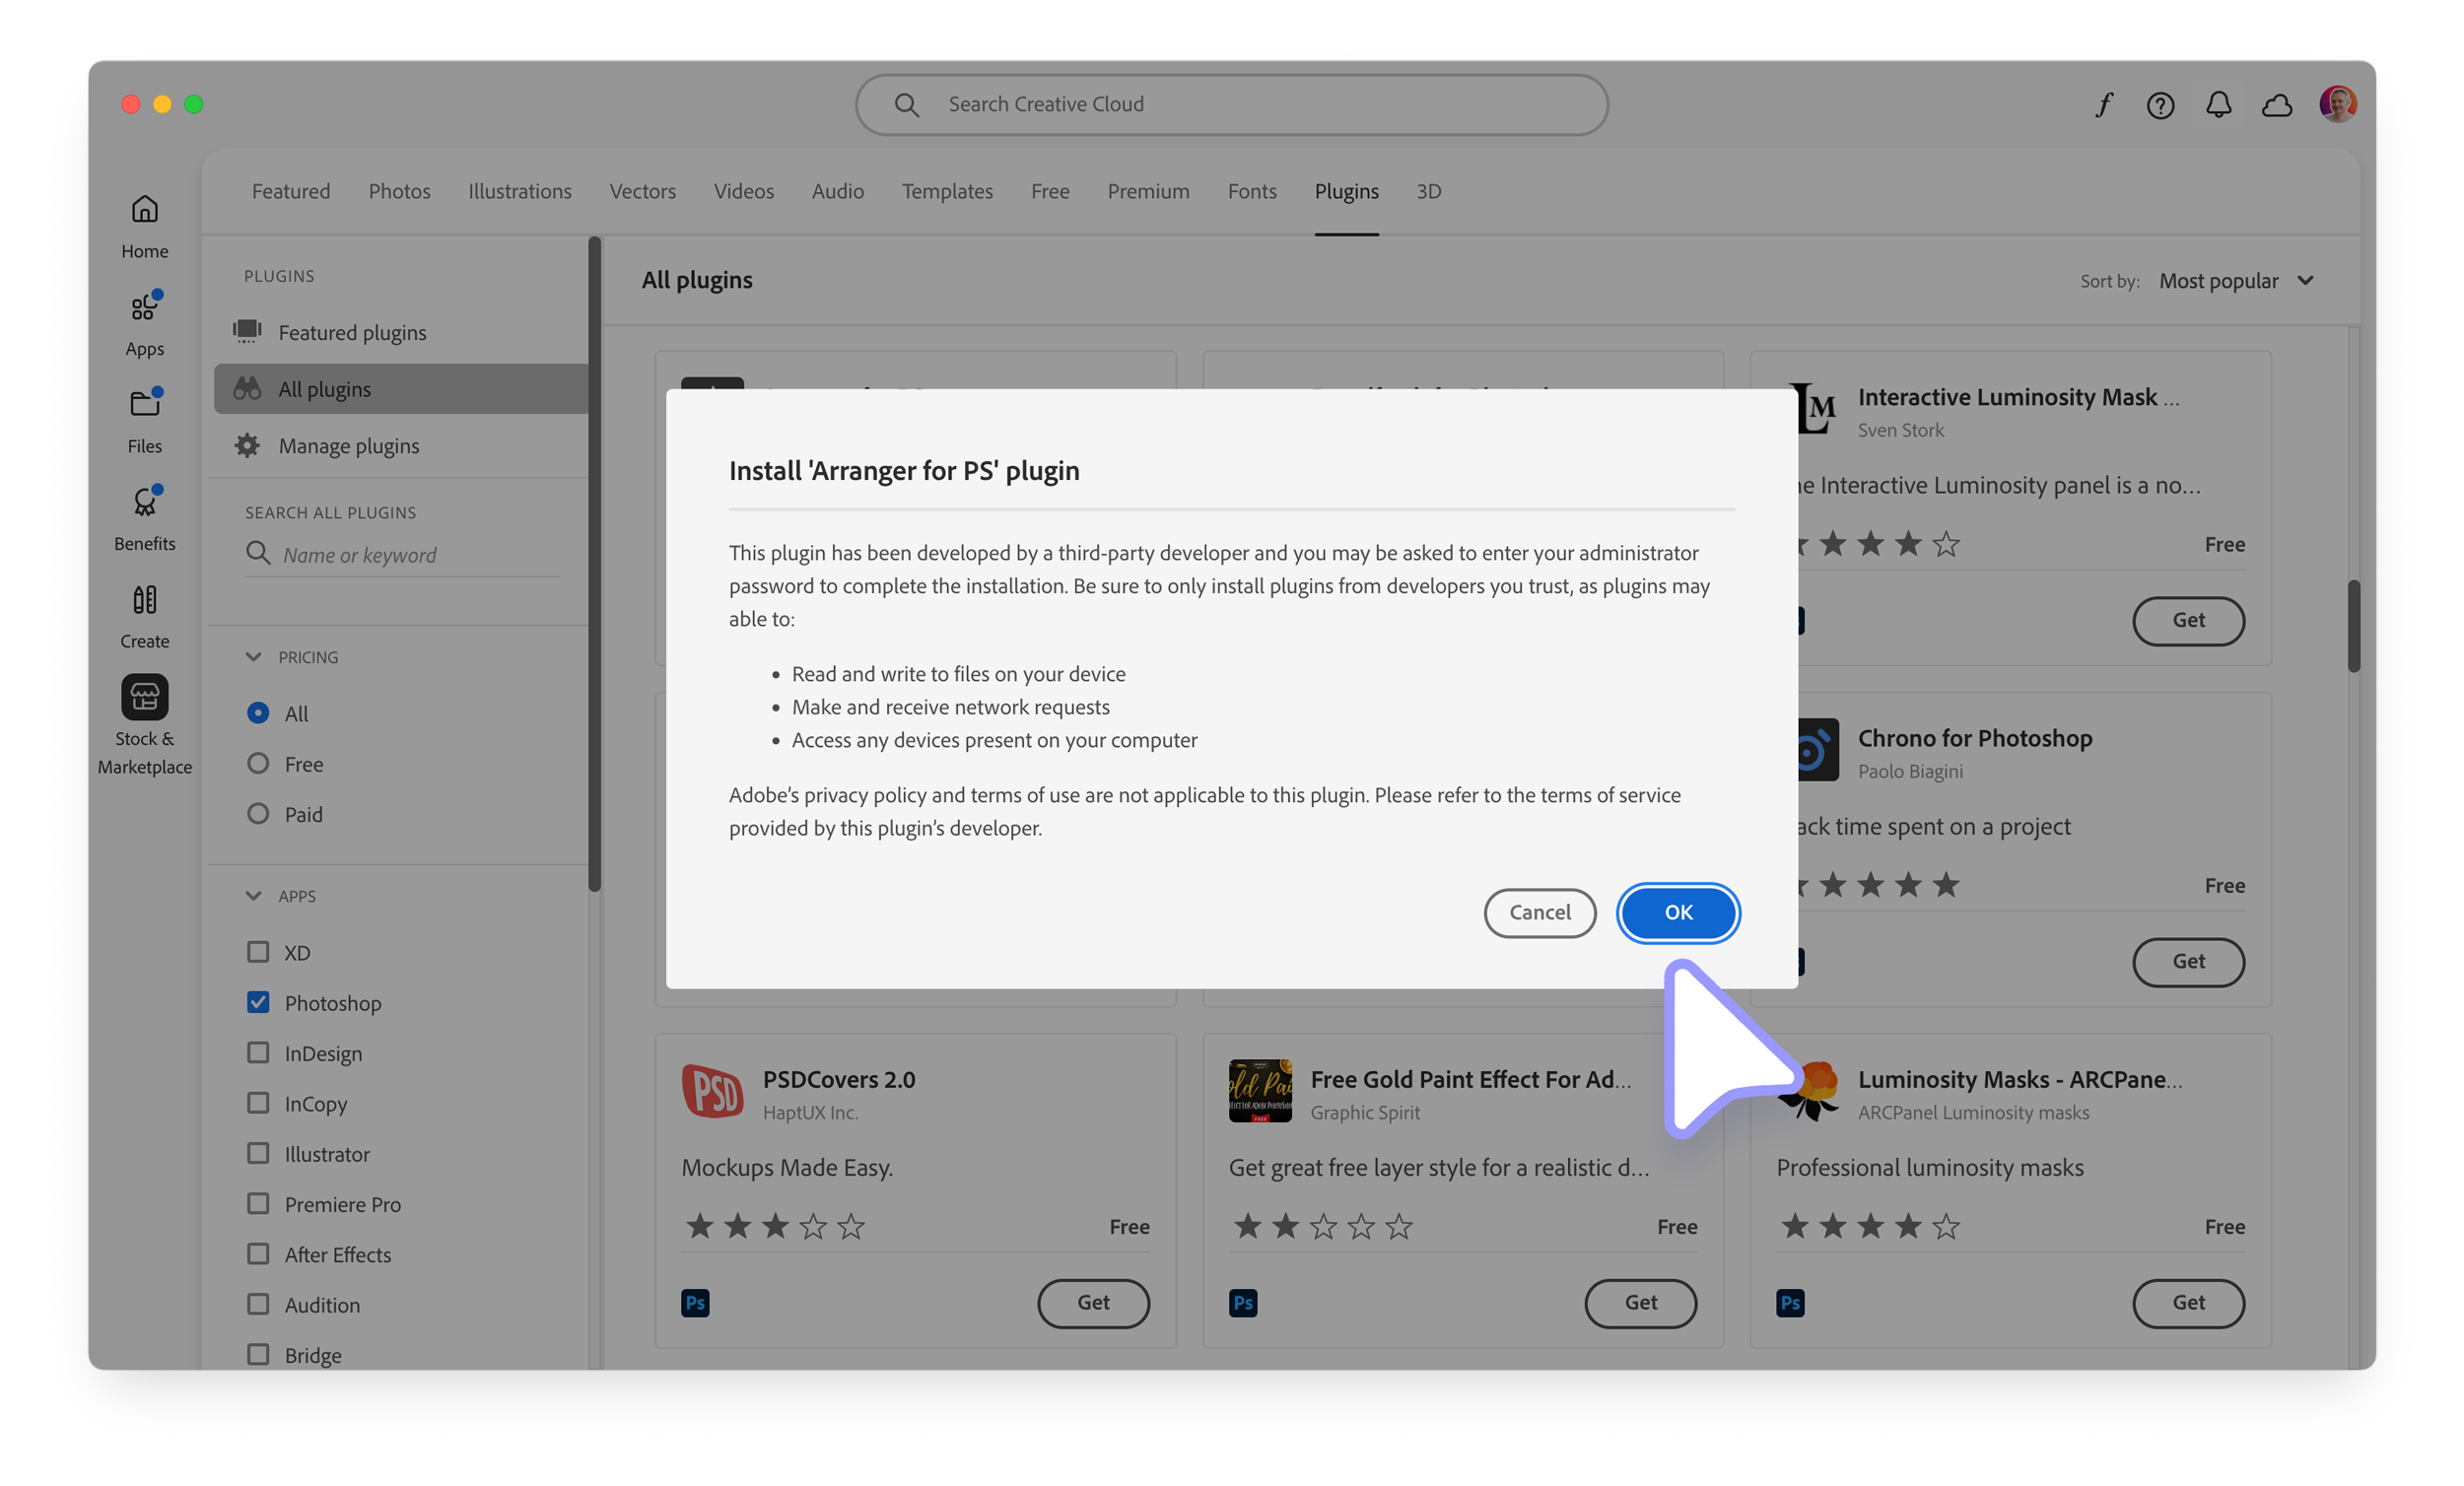 Search Creative Cloud
Featured Photos Illustrations Vectors Videos Audio Templates Free Premium Fonts Plugins 3D
Home
Apps
Files
Benefits
Create
Stock &
Marketplace
PLUGINS
Featured plugins
All plugins
Manage plugins
SEARCH ALL PLUGINS
Name or keyword
PRICING
All
Free
Paid
APPS
XD
Photoshop
InDesign
InCopy
Illustrator
Premiere Pro
After Effects
Audition
Bridge
All plugins
Sort by: Most popular
Install 'Arranger for PS' plugin
This plugin has been developed by a third-party developer and you may be asked to enter your administrator
password to complete the installation. Be sure to only install plugins from developers you trust, as plugins may
able to:
• Read and write to files on your device
• Make and receive network requests
• Access any devices present on your computer
Adobe’s privacy policy and terms of use are not applicable to this plugin. Please refer to the terms of service
provided by this plugin’s developer.
Cancel OK
LM
Interactive Luminosity Mask ...
Sven Stork
Interactive Luminosity panel is a no...
Free
Get
Chrono for Photoshop
Paolo Biagini
time spent on a project
Free
Get
PSD
PSDCovers 2.0
HaptUX Inc.
Mockups Made Easy.
Free
Ps
Get
Free Gold Paint Effect For Ad...
Graphic Spirit
Get great free layer style for a realistic d...
Free
Ps
Get
Luminosity Masks - ARCPane...
ARCPanel Luminosity masks
Professional luminosity masks
Free
Ps
Get